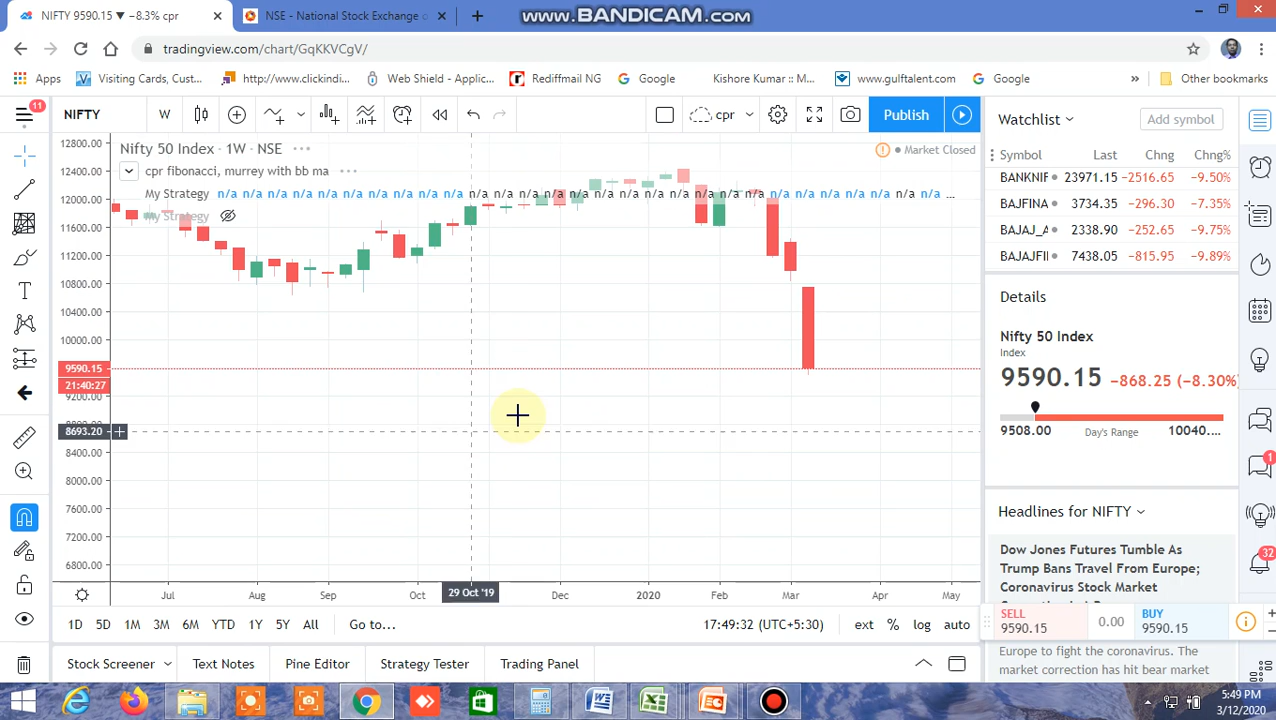 NIFTY 9590.15 ▼ −8.3% cpr
NSE - National Stock Exchange o
www.BANDICAM.com
tradingview.com/chart/GqKKVCgV/
Apps
Visiting Cards, Cust...
http://www.clickindi...
Web Shield - Applic...
Rediffmail NG
Google
Kishore Kumar :: M...
www.gulftalent.com
Google
»
Other bookmarks
11
NIFTY
W
cpr
Publish
Watchlist
Add symbol
12800.00
Nifty 50 Index · 1W · NSE
Market Closed
Symbol Last Chng Chng%
12400.00
cpr fibonacci, murrey with bb ma
BANKNIF 23971.15 −2516.65 −9.50%
My Strategy n/a n/a n/a n/a n/a n/a n/a n/a n/a n/a n/a n/a n/a n/a n/a n/a n/a n/a n/a n/a n/a n/a n/a n/a n/a n/a n/a n/a n/a ...
12000.00
BAJFINA 3734.35 −296.30 −7.35%
My Strategy
11600.00
BAJAJ_A 2338.90 −252.65 −9.75%
11200.00
BAJAJFII 7438.05 −815.95 −9.89%
10800.00
Details
10400.00
Nifty 50 Index
10000.00
Index
9590.15
21:40:27
9590.15 −868.25 (−8.30%)
9200.00
9508.00 Day's Range 10040....
8693.20
8400.00
8000.00
7600.00
Headlines for NIFTY
7200.00
6800.00
Dow Jones Futures Tumble As
Trump Bans Travel From Europe;
Coronavirus Stock Market
Jul Aug Sep Oct 29 Oct '19 Dec 2020 Feb Mar Apr May
1
32
SELL
9590.15
0.00
BUY
9590.15
1D 5D 1M 3M 6M YTD 1Y 5Y All Go to...
17:49:32 (UTC+5:30)
ext % log auto
Europe to fight the coronavirus. The
market correction has hit bear market
Stock Screener
Text Notes
Pine Editor
Strategy Tester
Trading Panel
5:49 PM
3/12/2020